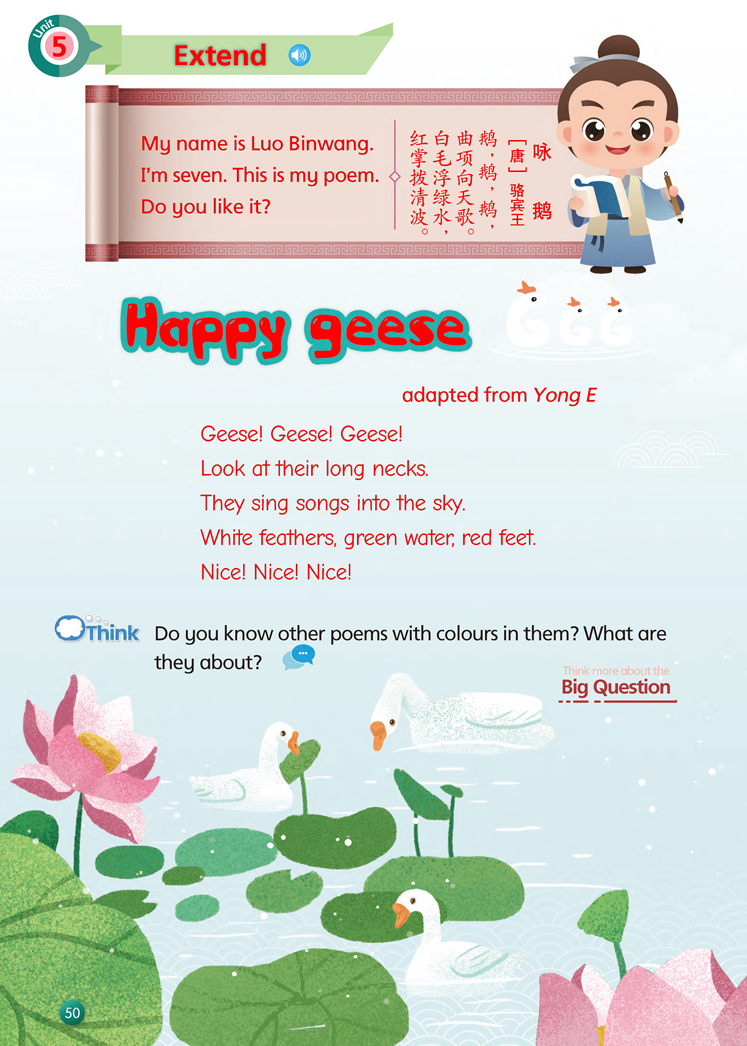 Unit
5
Extend
My name is Luo Binwang.
I'm seven. This is my poem.
Do you like it?
咏 鹅
[唐] 骆宾王
鹅，鹅，鹅，
曲项向天歌。
白毛浮绿水，
红掌拨清波。
Happy geese
adapted from Yong E
Geese! Geese! Geese!
Look at their long necks.
They sing songs into the sky.
White feathers, green water, red feet.
Nice! Nice! Nice!
Think
Do you know other poems with colours in them? What are
they about?
Think more about the
Big Question
50